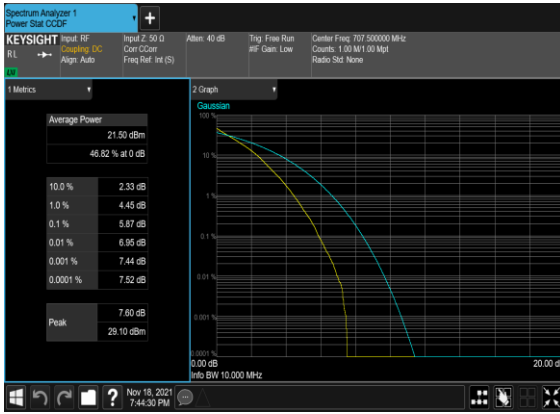 Spectrum Analyzer 1
Power Stat CCDF
+
KEYSIGHT
RL
Input: RF
Coupling: DC
Align: Auto
Input Z: 50 Ω
Corr CCorr
Freq Ref: Int (S)
Atten: 40 dB
Trig: Free Run
#IF Gain: Low
Center Freq: 707.500000 MHz
Counts: 1.00 M/1.00 Mpt
Radio Std: None
1 Metrics
Average Power
21.50 dBm
46.82 % at 0 dB
10.0 % 2.33 dB
1.0 % 4.45 dB
0.1 % 5.87 dB
0.01 % 6.95 dB
0.001 % 7.44 dB
0.0001 % 7.52 dB
Peak
7.60 dB
29.10 dBm
2 Graph
Gaussian
100 %
10 %
1 %
0.1 %
0.01 %
0.001 %
0.0001 %
0.00 dB
20.00 d
Info BW 10.000 MHz
?
Nov 18, 2021
7:44:30 PM